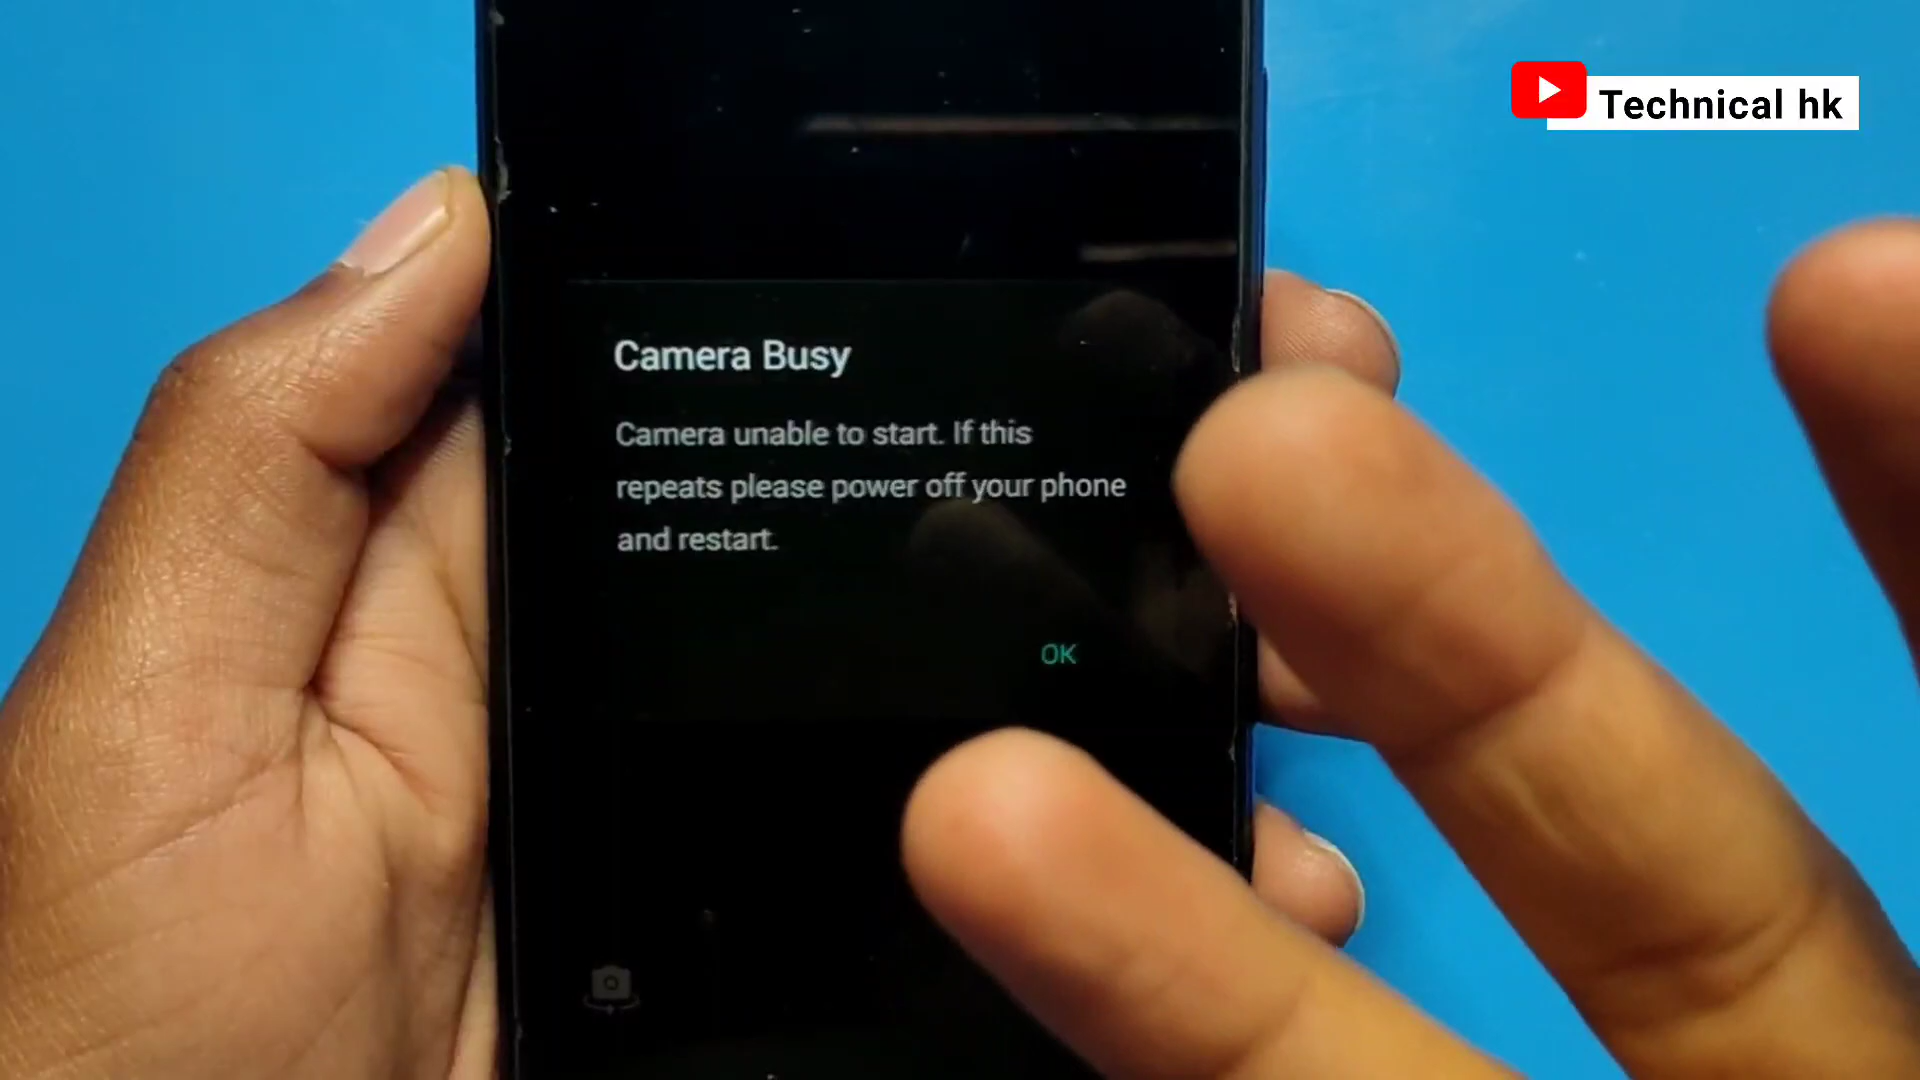 Technical hk
Camera Busy
Camera unable to start. If this
repeats please power off your phone
and restart.
OK